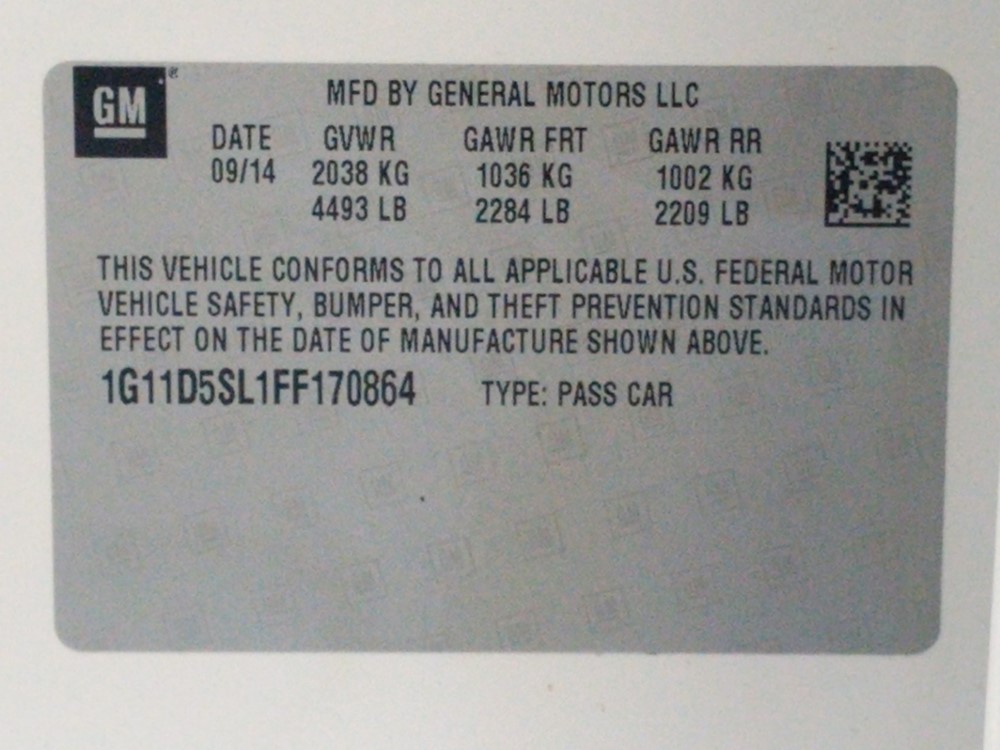 GM ®
MFD BY GENERAL MOTORS LLC
DATE GVWR GAWR FRT GAWR RR
09/14 2038 KG 1036 KG 1002 KG
4493 LB 2284 LB 2209 LB
THIS VEHICLE CONFORMS TO ALL APPLICABLE U.S. FEDERAL MOTOR
VEHICLE SAFETY, BUMPER, AND THEFT PREVENTION STANDARDS IN
EFFECT ON THE DATE OF MANUFACTURE SHOWN ABOVE.
1G11D5SL1FF170864 TYPE: PASS CAR